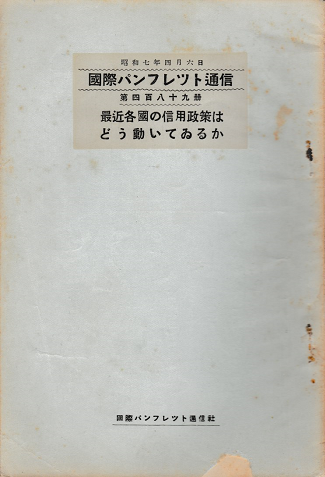 昭和七年四月六日
國際パンフレツト通信
第四百八十九册
最近各國の信用政策は
どう動いてゐるか
國際パンフレツト通信社